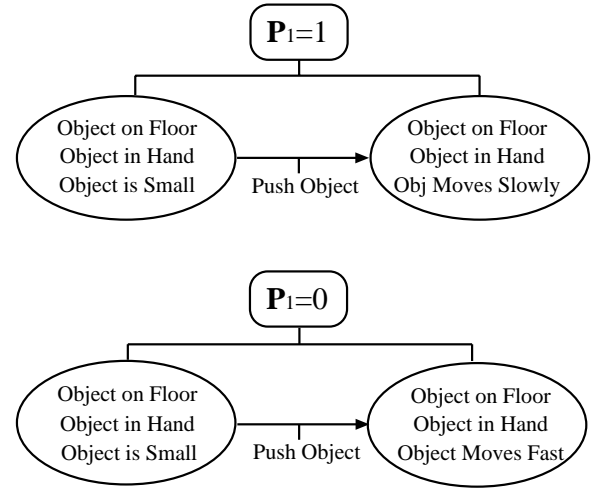 P1=1
Object on Floor
Object in Hand
Object is Small
Push Object
Object on Floor
Object in Hand
Obj Moves Slowly
P1=0
Object on Floor
Object in Hand
Object is Small
Push Object
Object on Floor
Object in Hand
Object Moves Fast